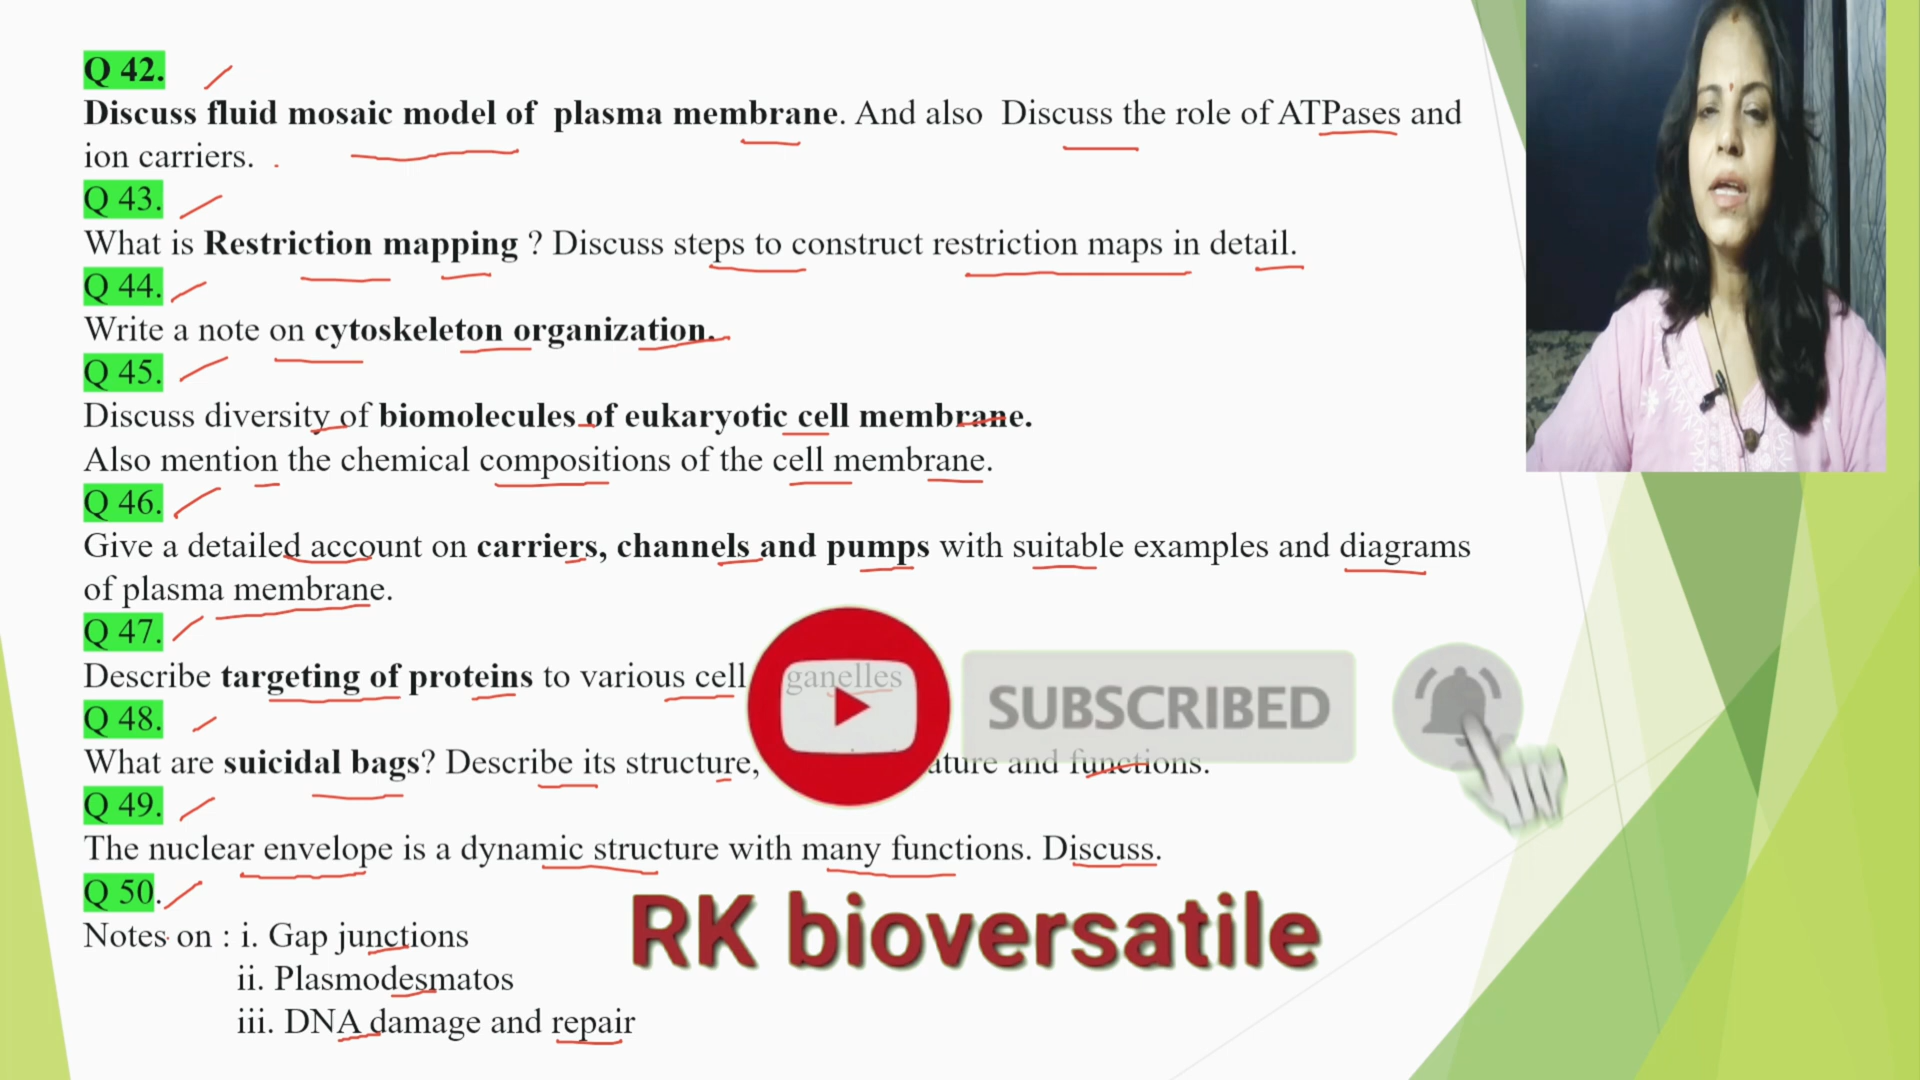 Q 42.
Discuss fluid mosaic model of plasma membrane. And also Discuss the role of ATPases and
ion carriers.
Q 43.
What is Restriction mapping ? Discuss steps to construct restriction maps in detail.
Q 44.
Write a note on cytoskeleton organization.
Q 45.
Discuss diversity of biomolecules of eukaryotic cell membrane.
Also mention the chemical compositions of the cell membrane.
Q 46.
Give a detailed account on carriers, channels and pumps with suitable examples and diagrams
of plasma membrane.
Q 47.
Describe targeting of proteins to various cell ganelles
SUBSCRIBED
Q 48.
What are suicidal bags? Describe its structure, ature and functions.
Q 49.
The nuclear envelope is a dynamic structure with many functions. Discuss.
Q 50.
Notes on : i. Gap junctions
RK bioversatile
ii. Plasmodesmatos
iii. DNA damage and repair